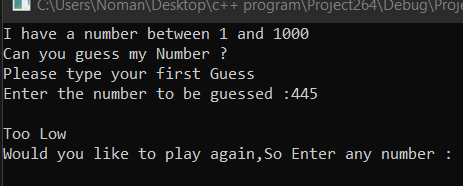 C:\Users\Noman\Desktop\c++ program\Project264\Debug\Proje
I have a number between 1 and 1000
Can you guess my Number ?
Please type your first Guess
Enter the number to be guessed :445
Too Low
Would you like to play again,So Enter any number :